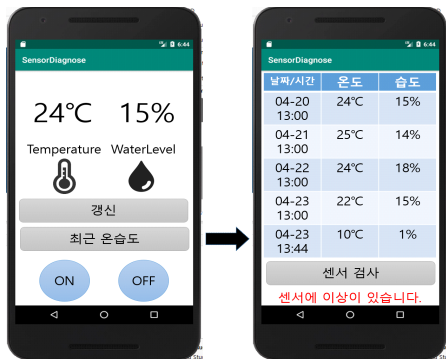 6:44
SensorDiagnose
24℃ 15%
Temperature WaterLevel
갱신
최근 온습도
ON OFF
6:44
SensorDiagnose
날짜/시간 온도 습도
04-20 13:00 24℃ 15%
04-21 13:00 25℃ 14%
04-22 13:00 24℃ 18%
04-23 13:00 22℃ 15%
04-23 13:44 10℃ 1%
센서 검사
센서에 이상이 있습니다.